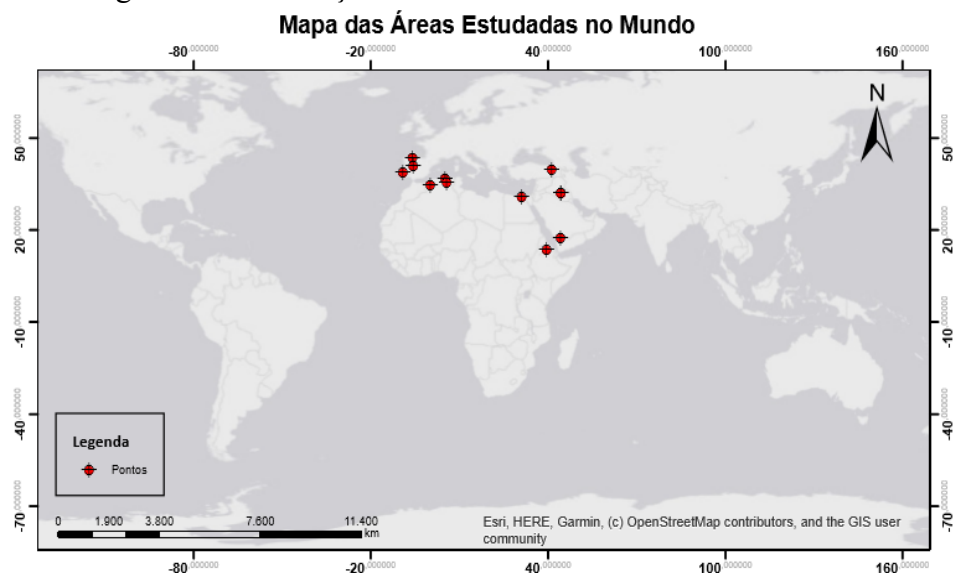 Mapa das Áreas Estudadas no Mundo
-80,000000 -20,000000 40,000000 100,000000 160,000000
N
50,000000 50,000000
20,000000 20,000000
-10,000000 -10,000000
-40,000000 -40,000000
-70,000000 -70,000000
Legenda
Pontos
0 1.900 3.800 7.600 11.400
km
Esri, HERE, Garmin, (c) OpenStreetMap contributors, and the GIS user
community
-80,000000 -20,000000 40,000000 100,000000 160,000000